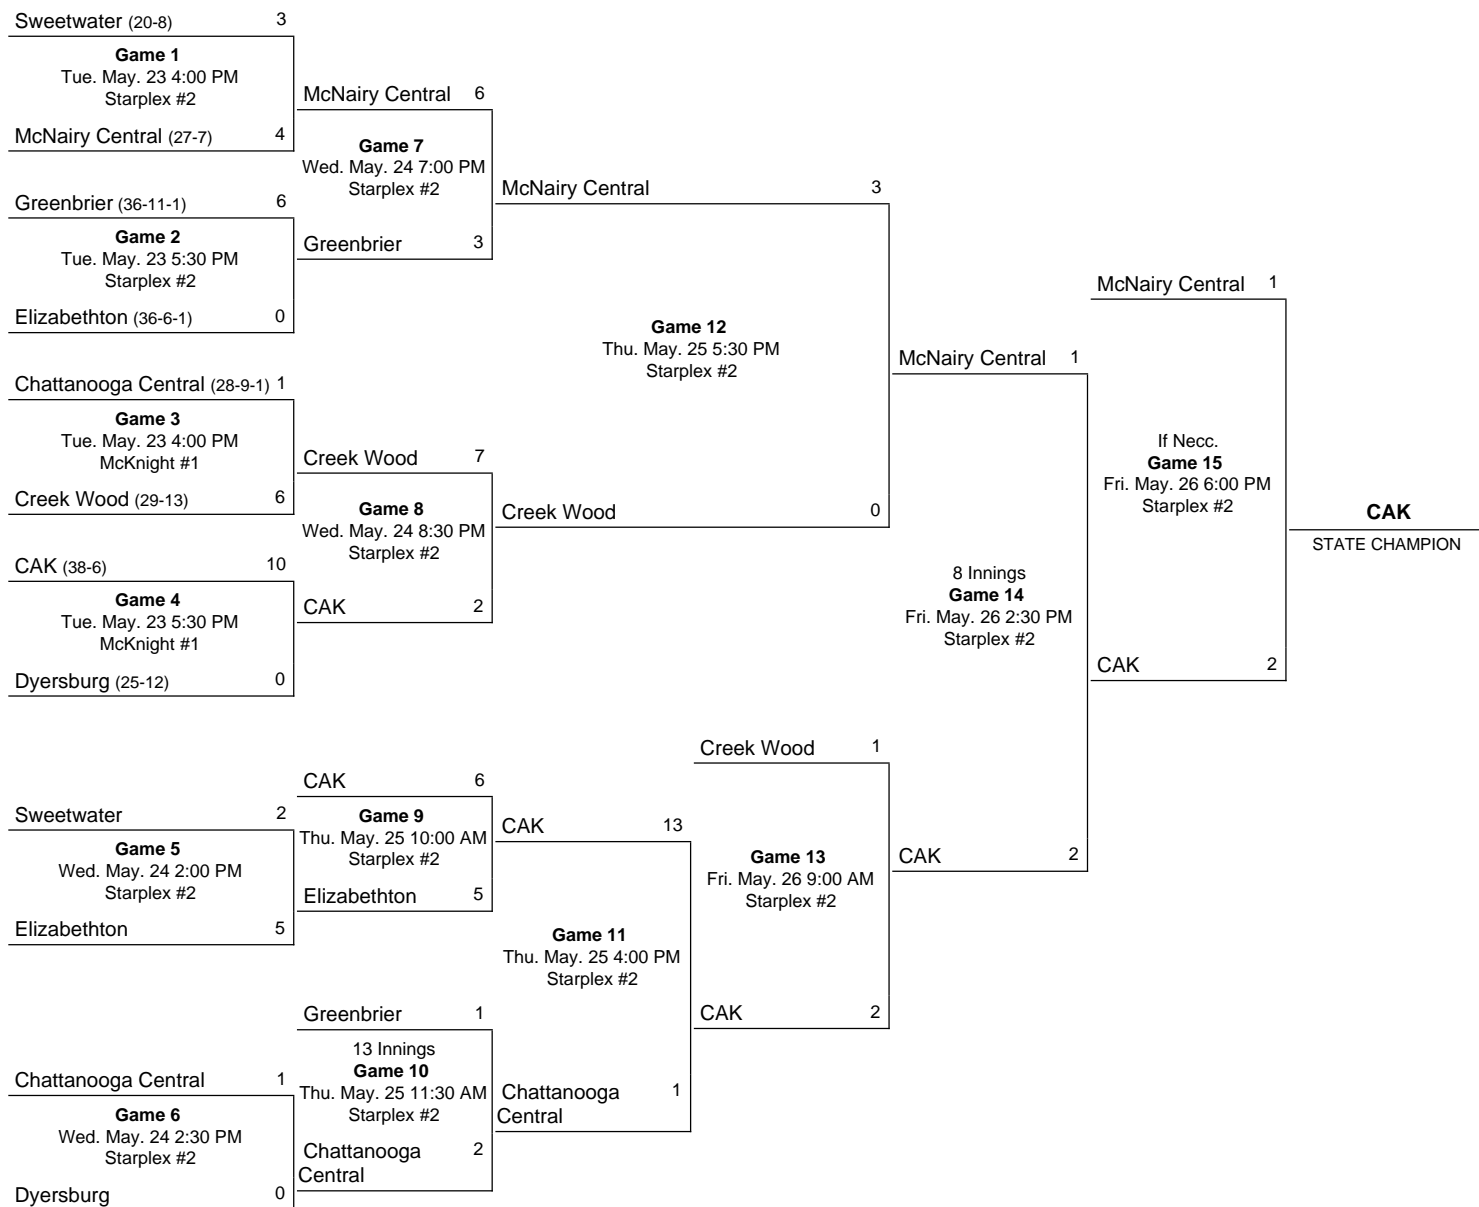 Sweetwater (20-8) 3
Game 1
Tue. May. 23 4:00 PM
Starplex #2
McNairy Central (27-7) 4
Greenbrier (36-11-1) 6
Game 2
Tue. May. 23 5:30 PM
Starplex #2
Elizabethton (36-6-1) 0
Chattanooga Central (28-9-1) 1
Game 3
Tue. May. 23 4:00 PM
McKnight #1
Creek Wood (29-13) 6
CAK (38-6) 10
Game 4
Tue. May. 23 5:30 PM
McKnight #1
Dyersburg (25-12) 0
Sweetwater 2
Game 5
Wed. May. 24 2:00 PM
Starplex #2
Elizabethton 5
Chattanooga Central 1
Game 6
Wed. May. 24 2:30 PM
Starplex #2
Dyersburg 0
McNairy Central 6
Game 7
Wed. May. 24 7:00 PM
Starplex #2
Greenbrier 3
Creek Wood 7
Game 8
Wed. May. 24 8:30 PM
Starplex #2
CAK 2
CAK 6
Game 9
Thu. May. 25 10:00 AM
Starplex #2
Elizabethton 5
Greenbrier 1
13 Innings
Game 10
Thu. May. 25 11:30 AM
Starplex #2
Chattanooga 2
Central
McNairy Central 3
Game 12
Thu. May. 25 5:30 PM
Starplex #2
Creek Wood 0
CAK 13
Game 11
Thu. May. 25 4:00 PM
Starplex #2
Chattanooga 1
Central
Creek Wood 1
Game 13
Fri. May. 26 9:00 AM
Starplex #2
CAK 2
McNairy Central 1
8 Innings
Game 14
Fri. May. 26 2:30 PM
Starplex #2
CAK 2
McNairy Central 1
If Necc.
Game 15
Fri. May. 26 6:00 PM
Starplex #2
CAK 2
CAK
STATE CHAMPION